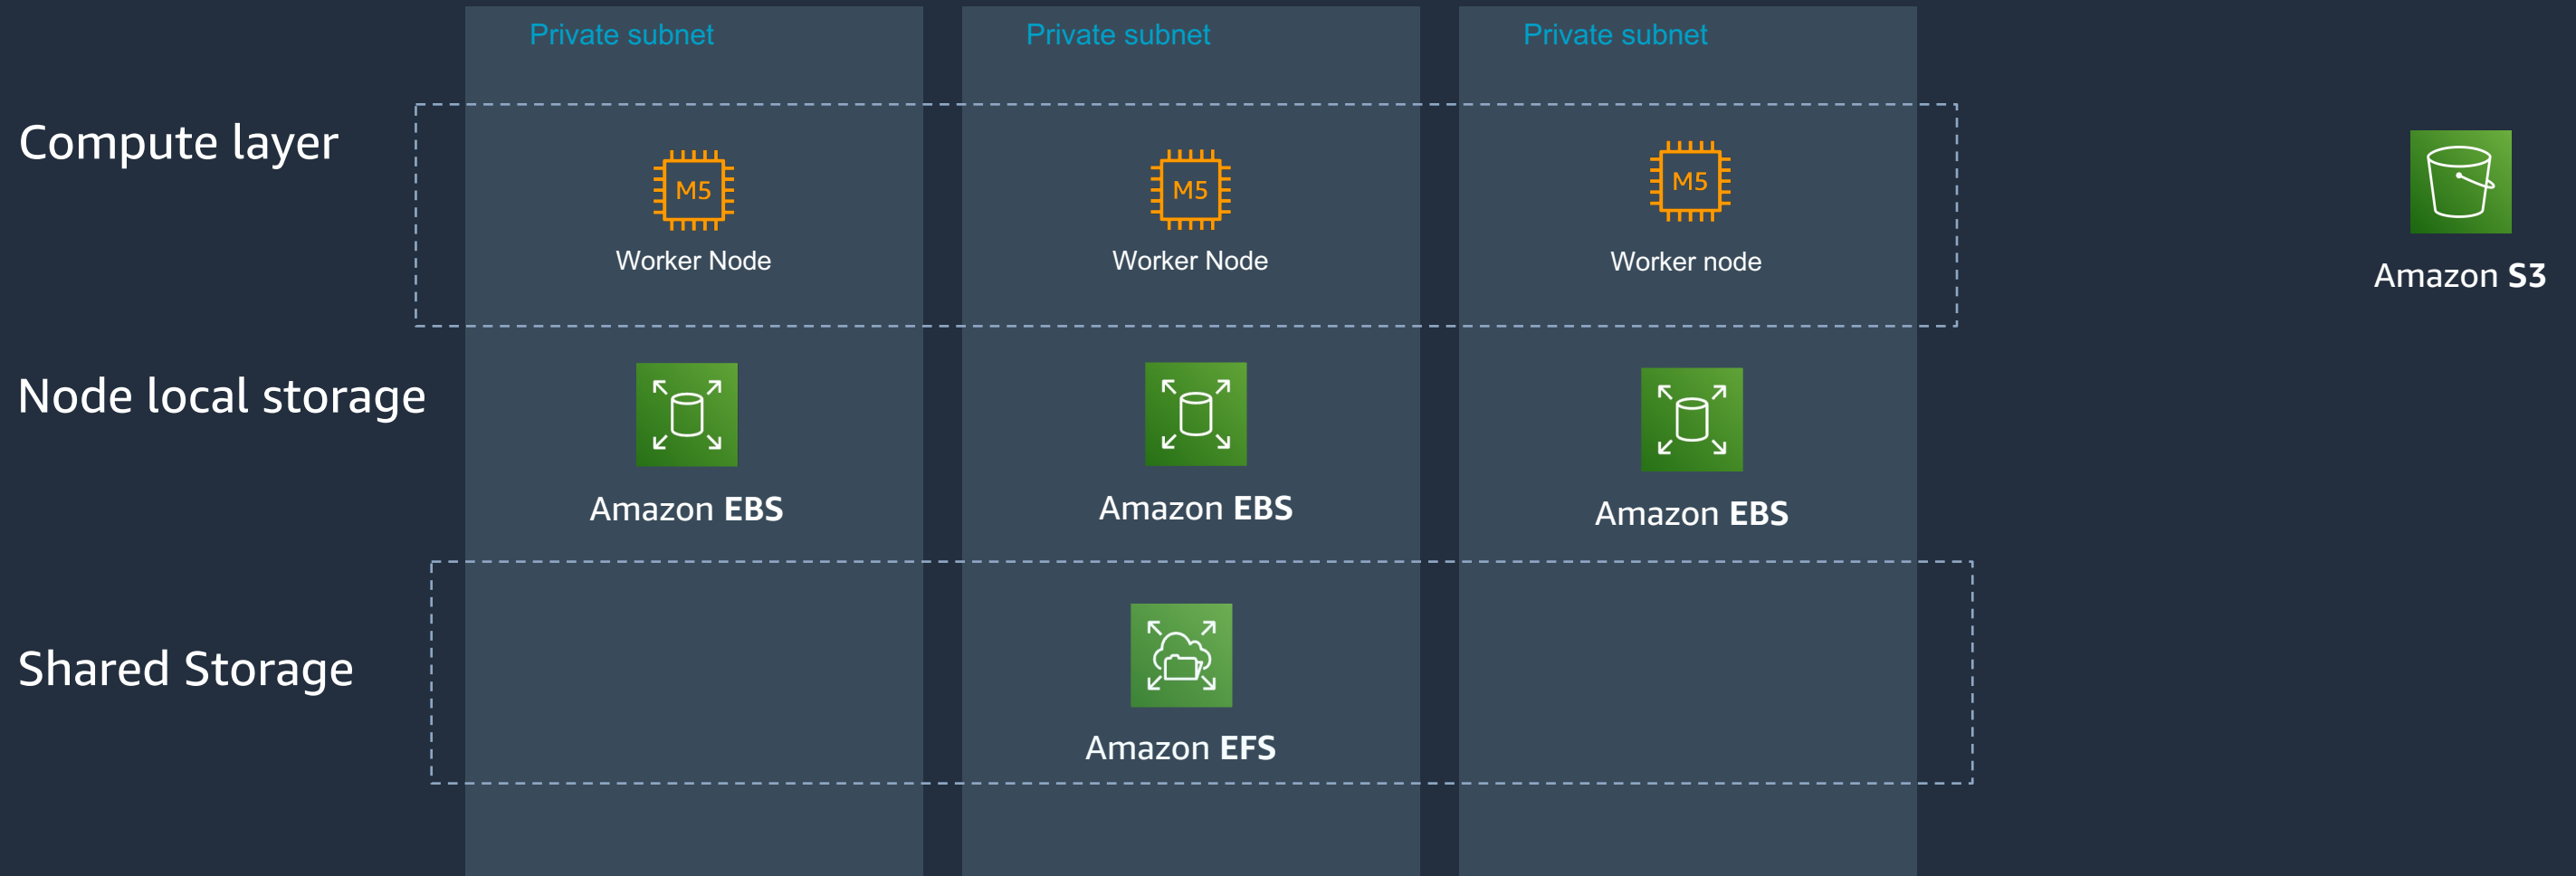 Private subnet
Private subnet
Private subnet
Compute layer
M5
M5
M5
Worker Node
Worker Node
Worker node
Amazon S3
Node local storage
Amazon EBS
Amazon EBS
Amazon EBS
Shared Storage
Amazon EFS